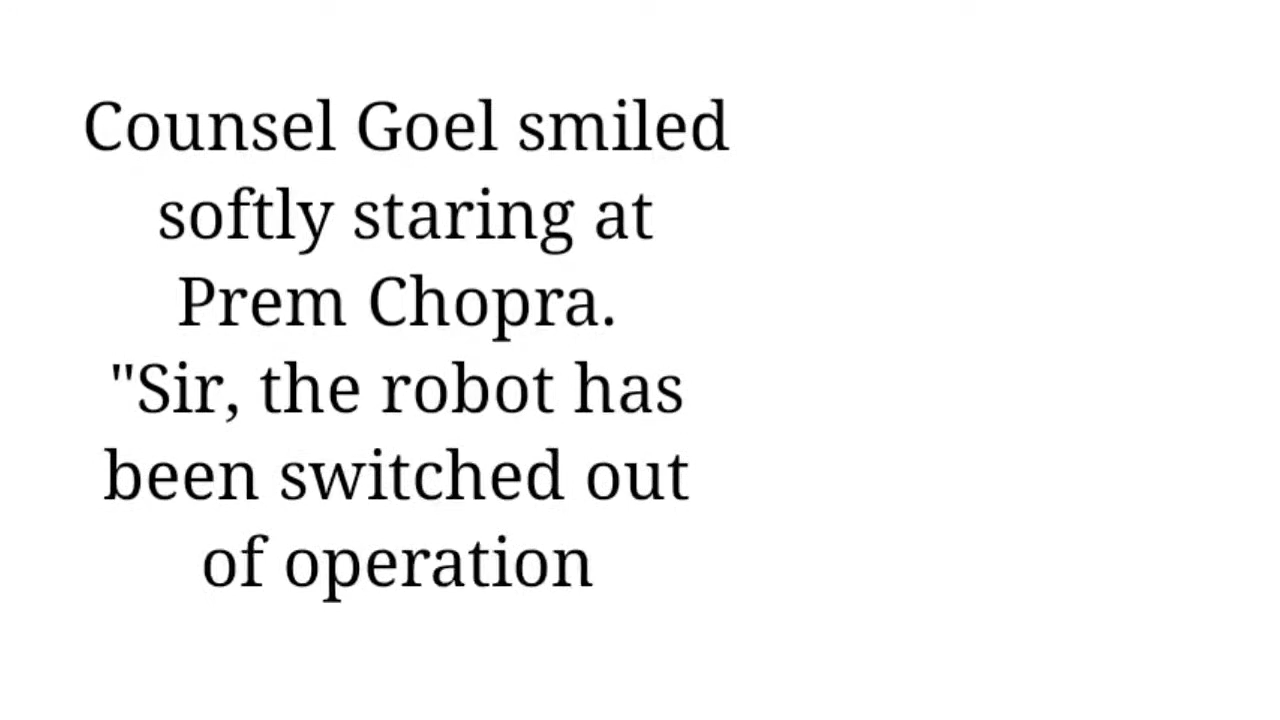 Counsel Goel smiled
softly staring at
Prem Chopra.
"Sir, the robot has
been switched out
of operation